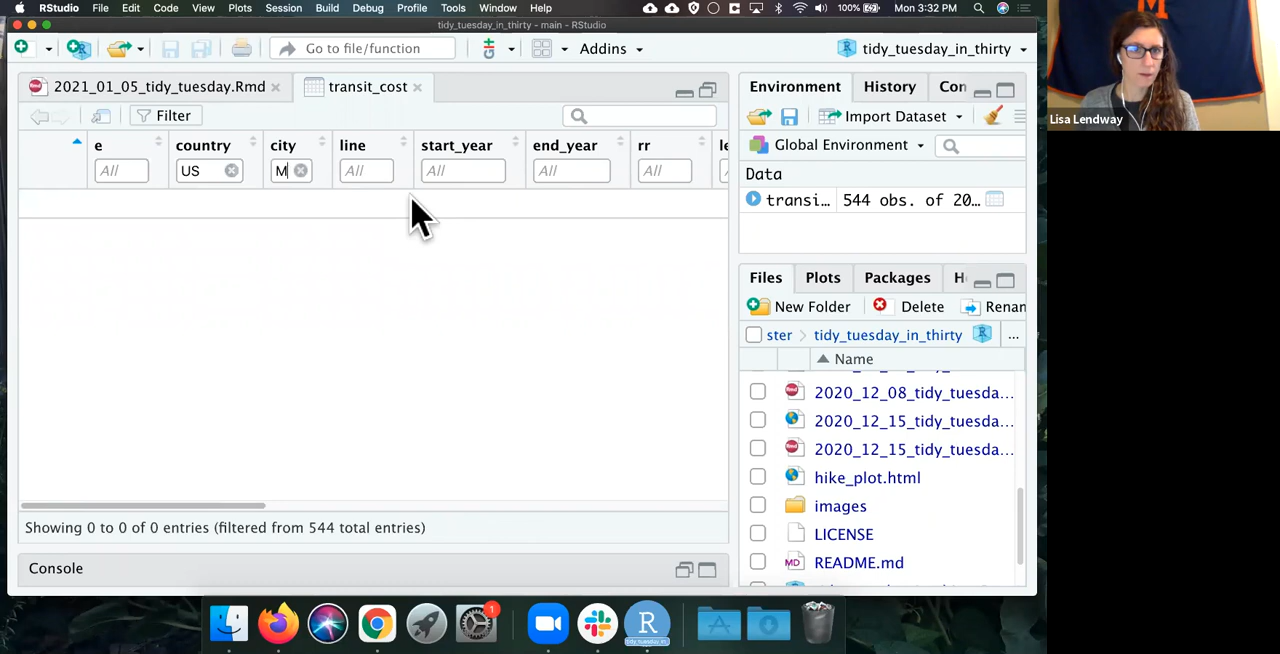 RStudio File Edit Code View Plots Session Build Debug Profile Tools Window Help 100% Mon 3:32 PM
tidy_tuesday_in_thirty - main - RStudio
Go to file/function Addins tidy_tuesday_in_thirty
2021_01_05_tidy_tuesday.Rmd transit_cost
Filter
e country city line start_year end_year rr le
All US M All All All All
Showing 0 to 0 of 0 entries (filtered from 544 total entries)
Console
Environment History Con
Import Dataset
Global Environment
Data
transi... 544 obs. of 20...
Files Plots Packages H
New Folder Delete Renan
ster tidy_tuesday_in_thirty ...
Name
2020_12_08_tidy_tuesda...
2020_12_15_tidy_tuesda...
2020_12_15_tidy_tuesda...
hike_plot.html
images
LICENSE
README.md
M
Lisa Lendway
1
R